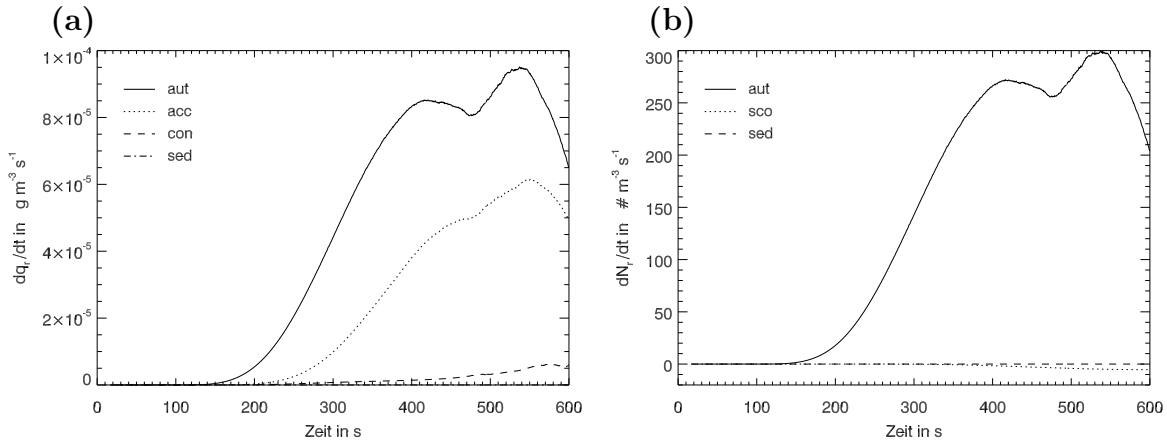 (a)
1×10⁻⁴
8×10⁻⁵
6×10⁻⁵
4×10⁻⁵
2×10⁻⁵
0
dqᵣ/dt in g m⁻³ s⁻¹
aut
acc
con
sed
0 100 200 300 400 500 600
Zeit in s
(b)
300
250
200
150
100
50
0
dNᵣ/dt in # m⁻³ s⁻¹
aut
sco
sed
0 100 200 300 400 500 600
Zeit in s